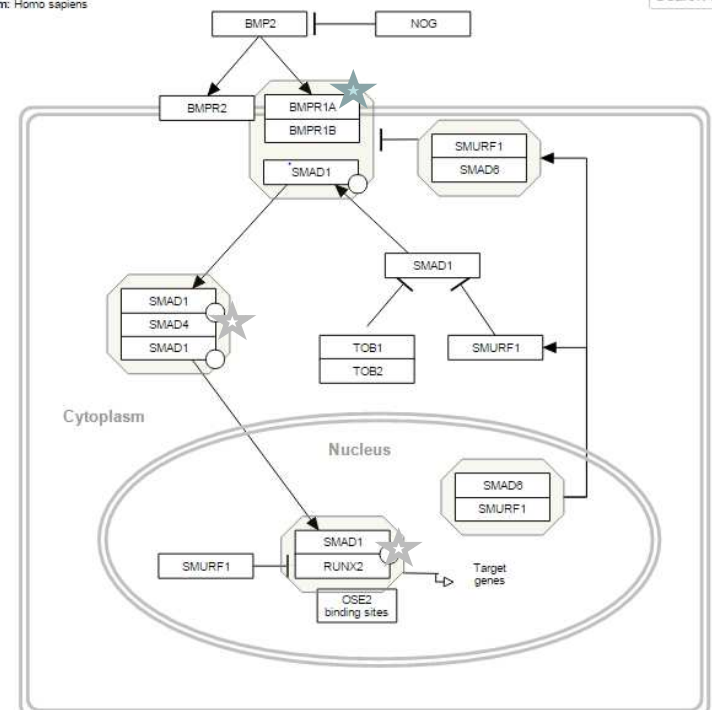 m: Homo sapiens
BMP2
NOG
BMPR2
BMPR1A
BMPR1B
SMAD1
SMURF1
SMAD6
SMAD1
SMAD1
SMAD4
SMAD1
TOB1
TOB2
SMURF1
Cytoplasm
Nucleus
SMAD6
SMURF1
SMAD1
RUNX2
SMURF1
Target
genes
OSE2
binding sites